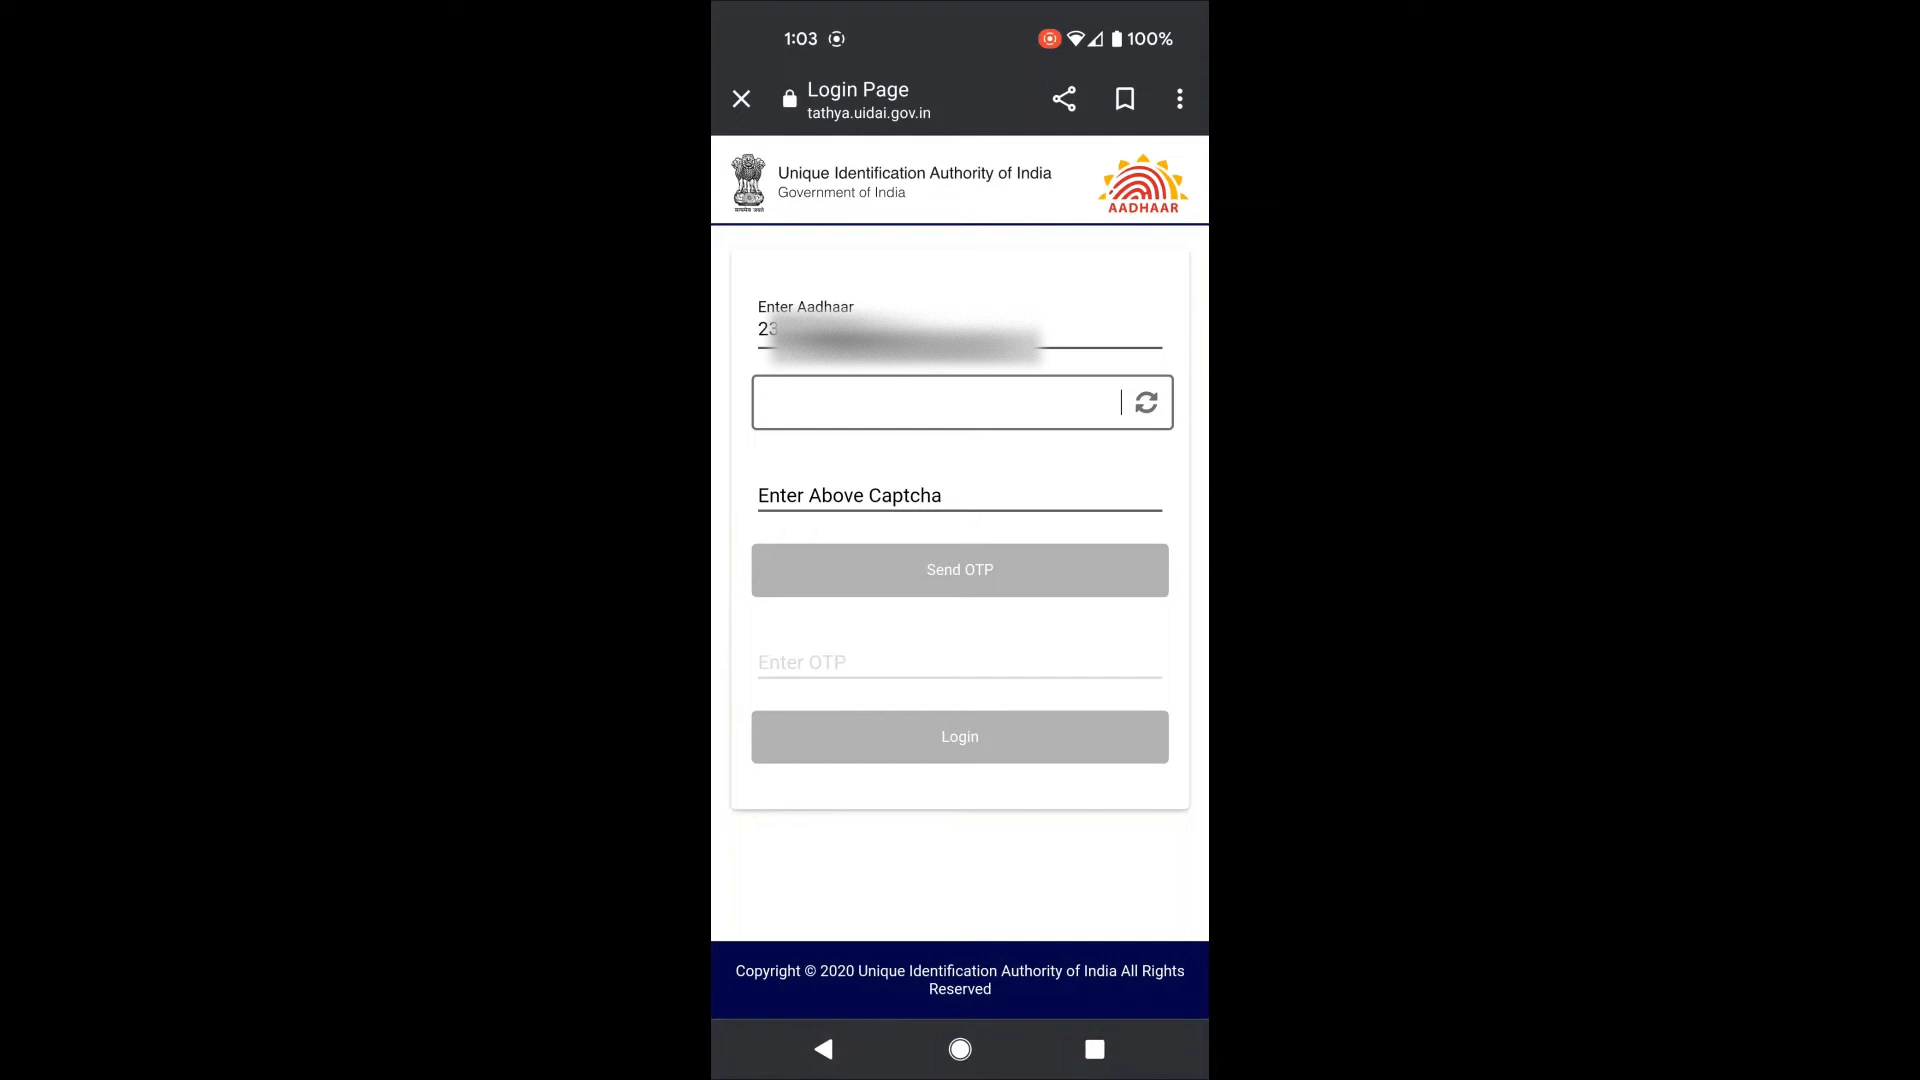 1:03
100%
Login Page
tathya.uidai.gov.in
Unique Identification Authority of India
Government of India
AADHAAR
Enter Aadhaar
23
Enter Above Captcha
Send OTP
Enter OTP
Login
Copyright © 2020 Unique Identification Authority of India All Rights
Reserved